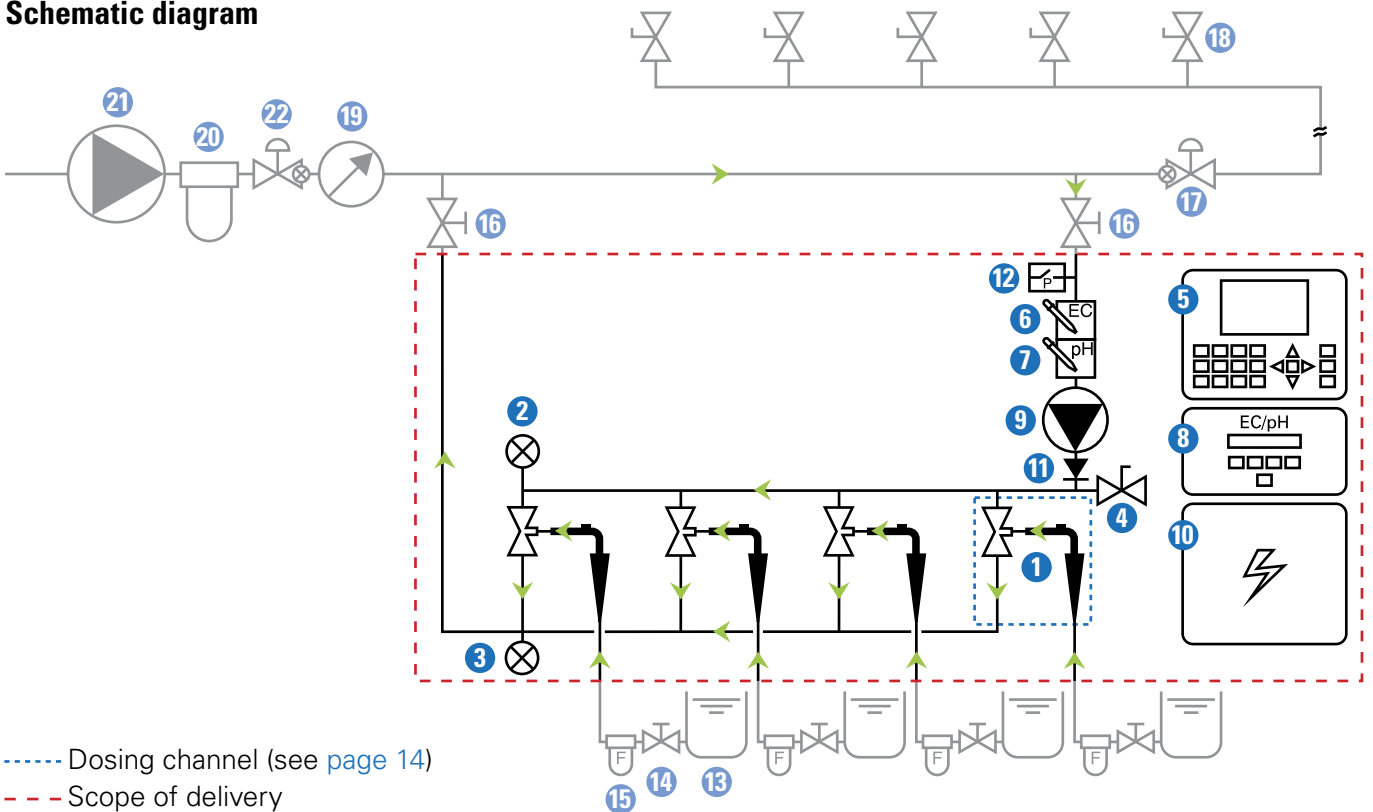 Schematic diagram
18
21
22
19
20
17
16
16
12
P
5
6
EC
7
pH
2
9
8
EC/pH
11
4
10
1
3
F
F
F
F
14
13
15
Dosing channel (see page 14)
Scope of delivery